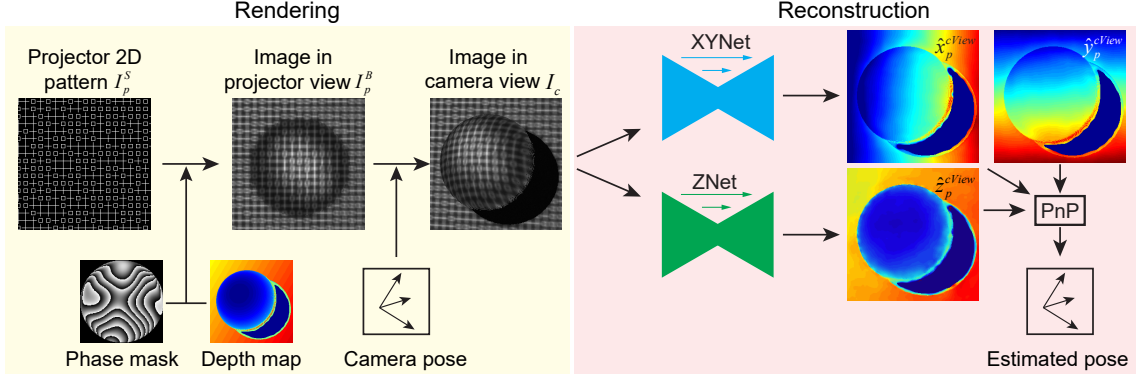 Rendering
Reconstruction
Projector 2D
pattern I_p^S
Image in
projector view I_p^B
Image in
camera view I_c
XYNet
ZNet
x̂_p^{cView}
ŷ_p^{cView}
ẑ_p^{cView}
PnP
Phase mask
Depth map
Camera pose
Estimated pose